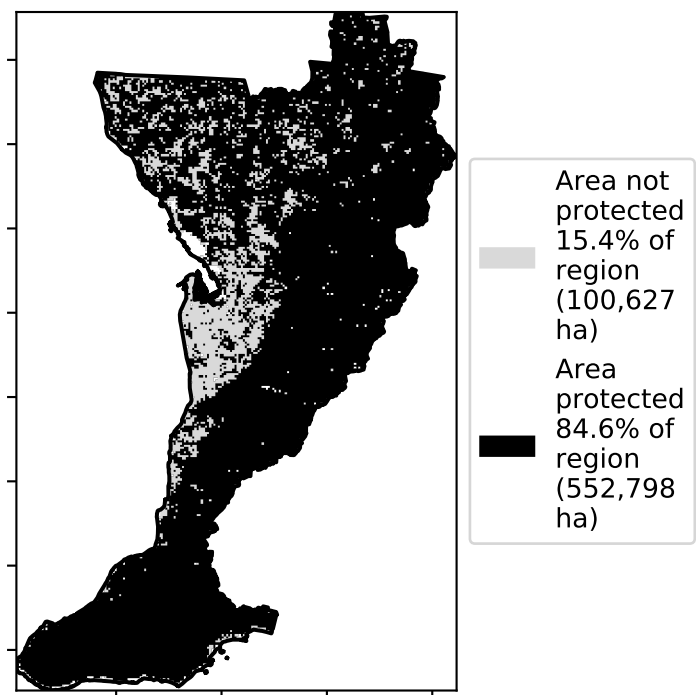 Area not
protected
15.4% of
region
(100,627
ha)
Area
protected
84.6% of
region
(552,798
ha)